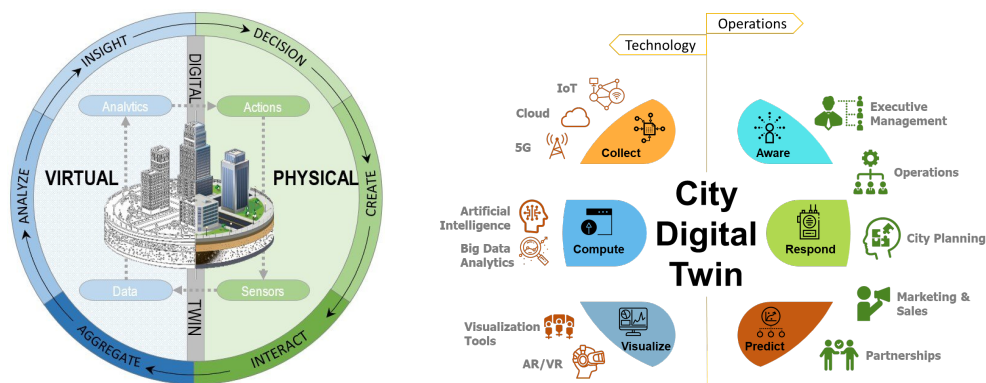 INSIGHT
DECISION
DIGITAL
Analytics
Actions
VIRTUAL
PHYSICAL
ANALYZE
CREATE
Data
Sensors
TWIN
AGGREGATE
INTERACT
Operations
Technology
IoT
Cloud
5G
Collect
Aware
Executive
Management
Operations
Artificial
Intelligence
Big Data
Analytics
Compute
City
Digital
Twin
Respond
City Planning
Marketing &
Sales
Visualization
Tools
AR/VR
Visualize
Predict
Partnerships